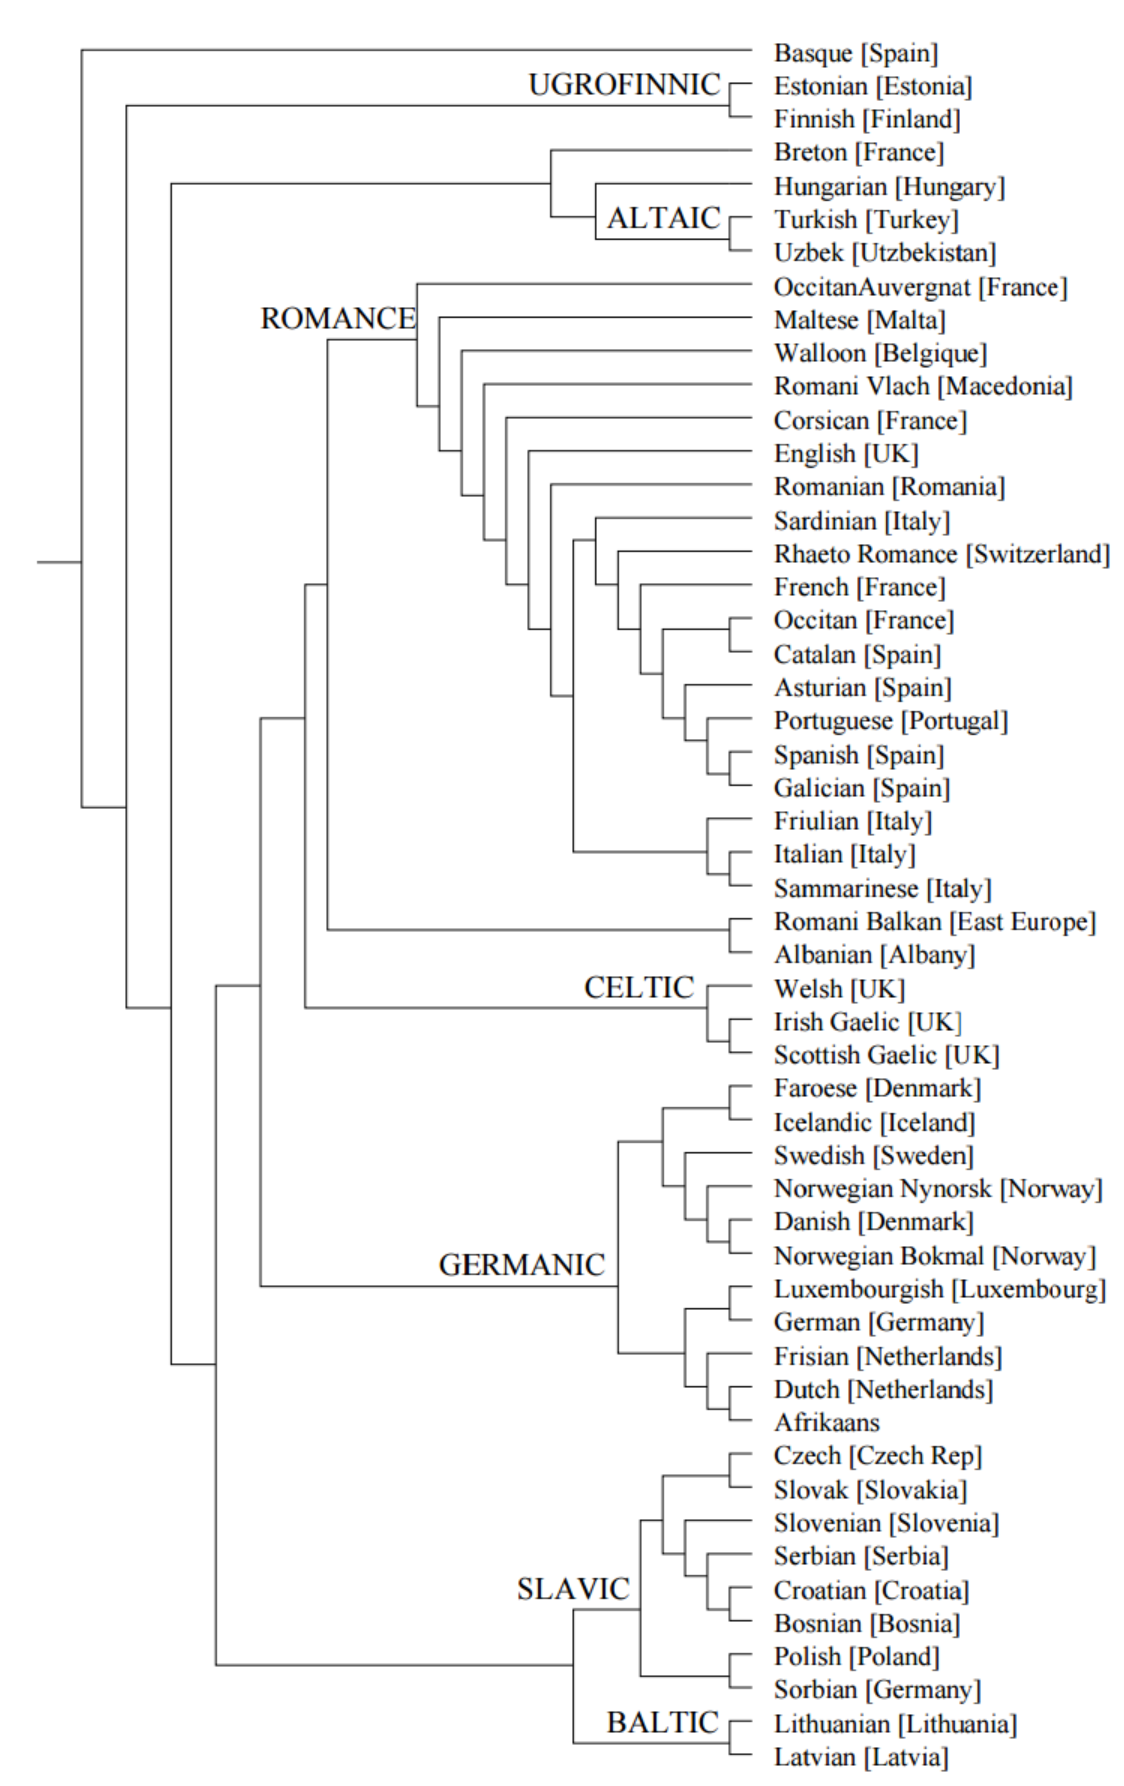 Basque [Spain]
UGROFINNIC
Estonian [Estonia]
Finnish [Finland]
Breton [France]
Hungarian [Hungary]
ALTAIC
Turkish [Turkey]
Uzbek [Utzbekistan]
OccitanAuvergnat [France]
ROMANCE
Maltese [Malta]
Walloon [Belgique]
Romani Vlach [Macedonia]
Corsican [France]
English [UK]
Romanian [Romania]
Sardinian [Italy]
Rhaeto Romance [Switzerland]
French [France]
Occitan [France]
Catalan [Spain]
Asturian [Spain]
Portuguese [Portugal]
Spanish [Spain]
Galician [Spain]
Friulian [Italy]
Italian [Italy]
Sammarinese [Italy]
Romani Balkan [East Europe]
Albanian [Albany]
CELTIC
Welsh [UK]
Irish Gaelic [UK]
Scottish Gaelic [UK]
Faroese [Denmark]
Icelandic [Iceland]
Swedish [Sweden]
Norwegian Nynorsk [Norway]
Danish [Denmark]
Norwegian Bokmal [Norway]
GERMANIC
Luxembourgish [Luxembourg]
German [Germany]
Frisian [Netherlands]
Dutch [Netherlands]
Afrikaans
Czech [Czech Rep]
Slovak [Slovakia]
Slovenian [Slovenia]
Serbian [Serbia]
SLAVIC
Croatian [Croatia]
Bosnian [Bosnia]
Polish [Poland]
Sorbian [Germany]
BALTIC
Lithuanian [Lithuania]
Latvian [Latvia]